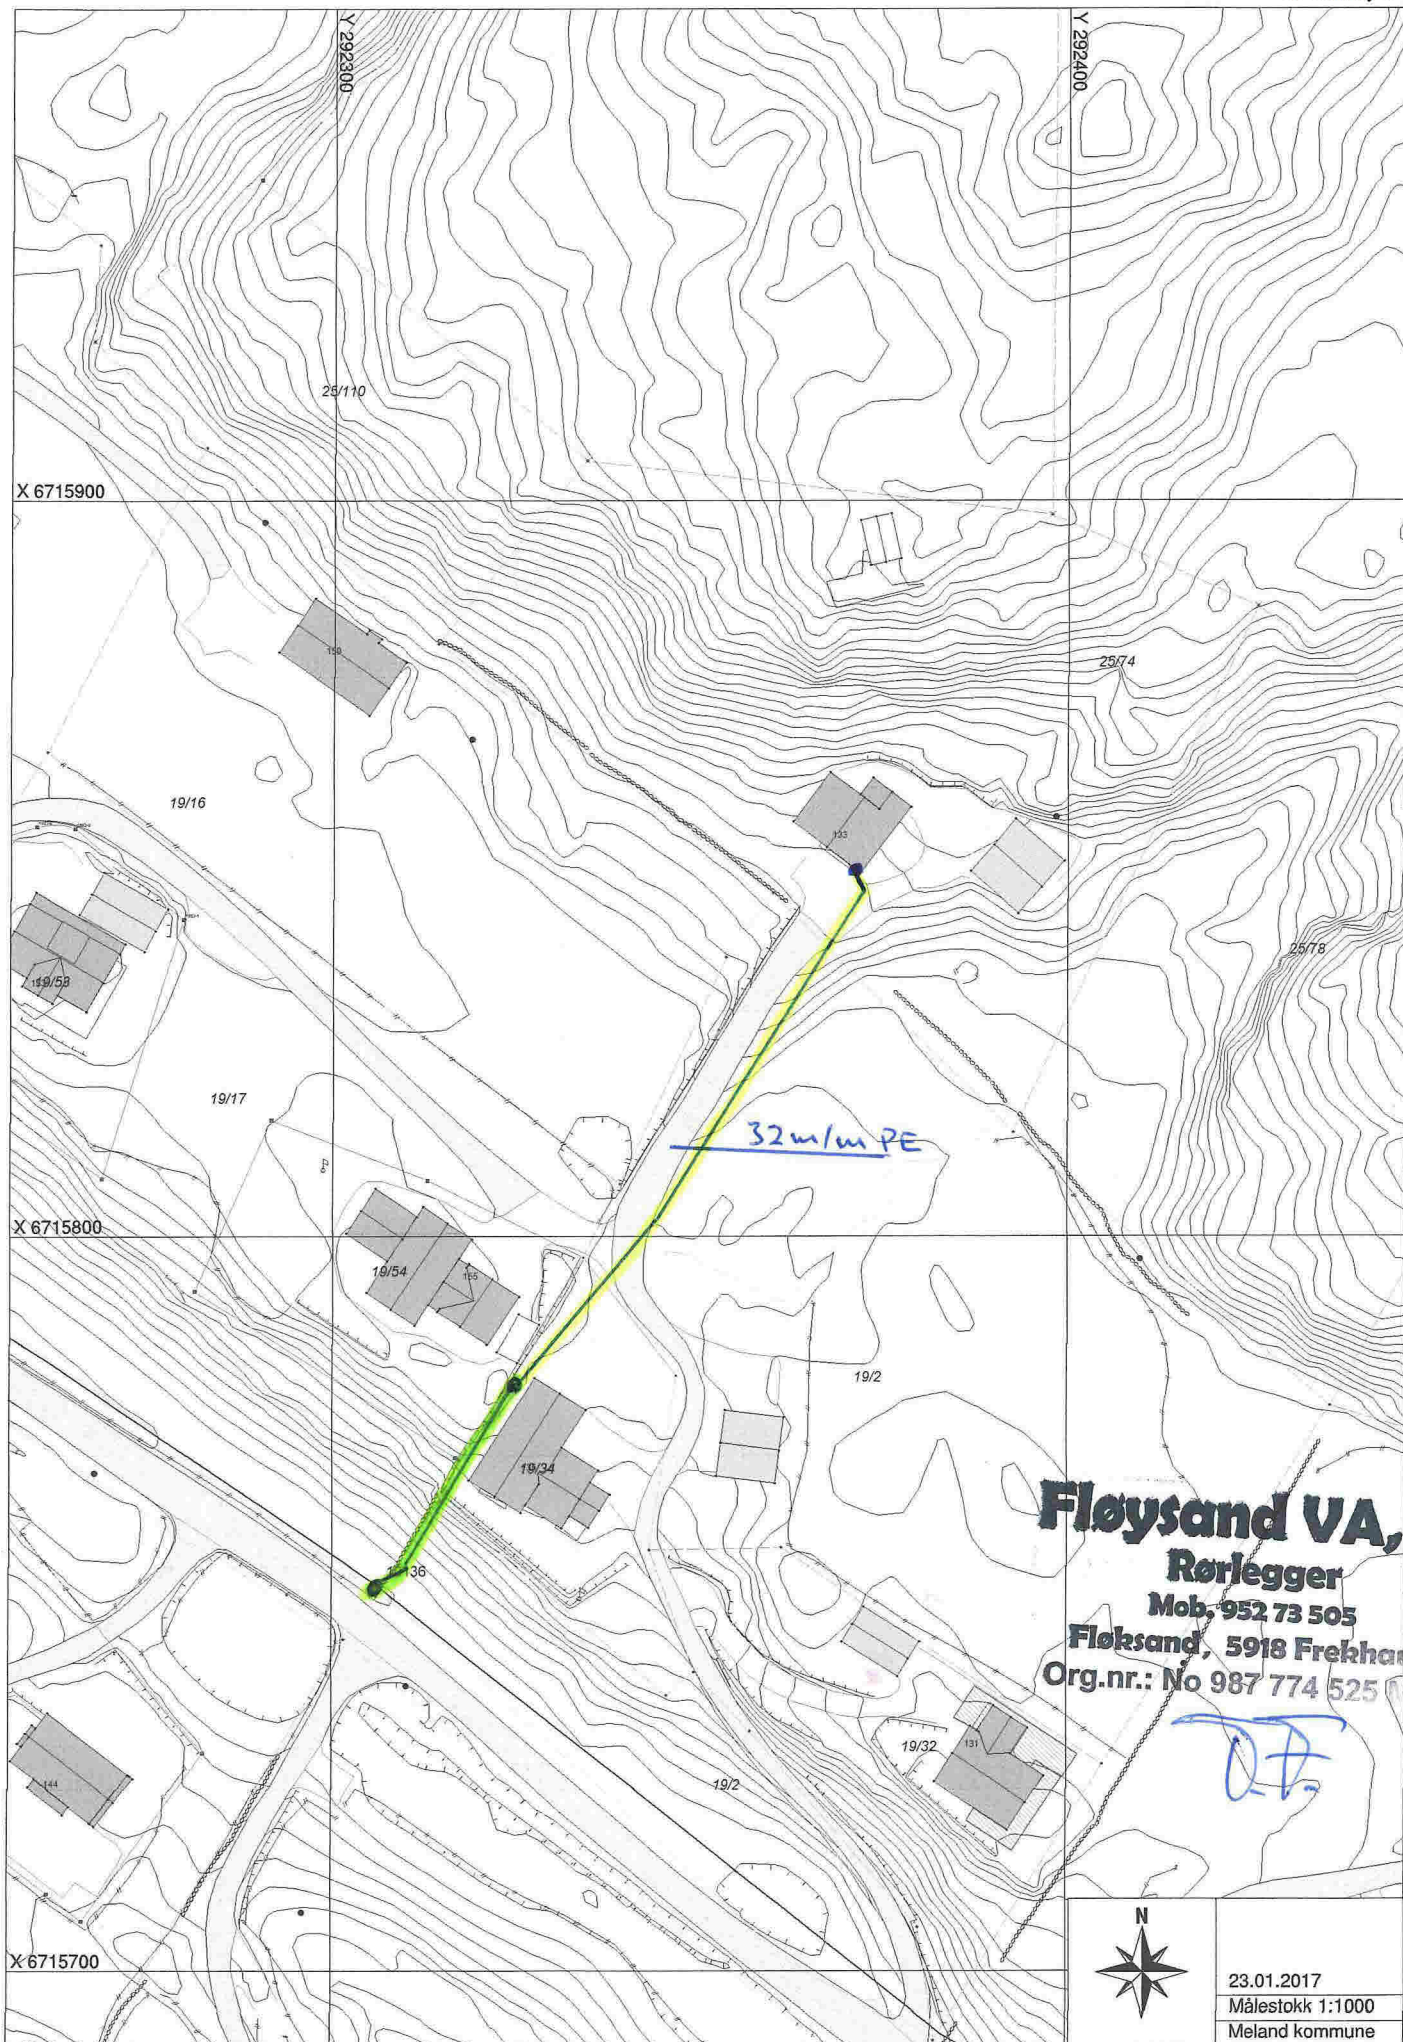 Y 292300
Y 292400
25/110
X 6715900
159
25/74
19/16
133
19/53
25/78
19/17
32 m/m PE
X 6715800
19/54
155
19/2
19/34
136
Fløysand VA,
Rørlegger
Mob. 952 73 505
Fløksand, 5918 Frekha
Org.nr.: No 987 774 525
19/32
131
144
19/2
X 6715700
N
23.01.2017
Målestokk 1:1000
Meland kommune